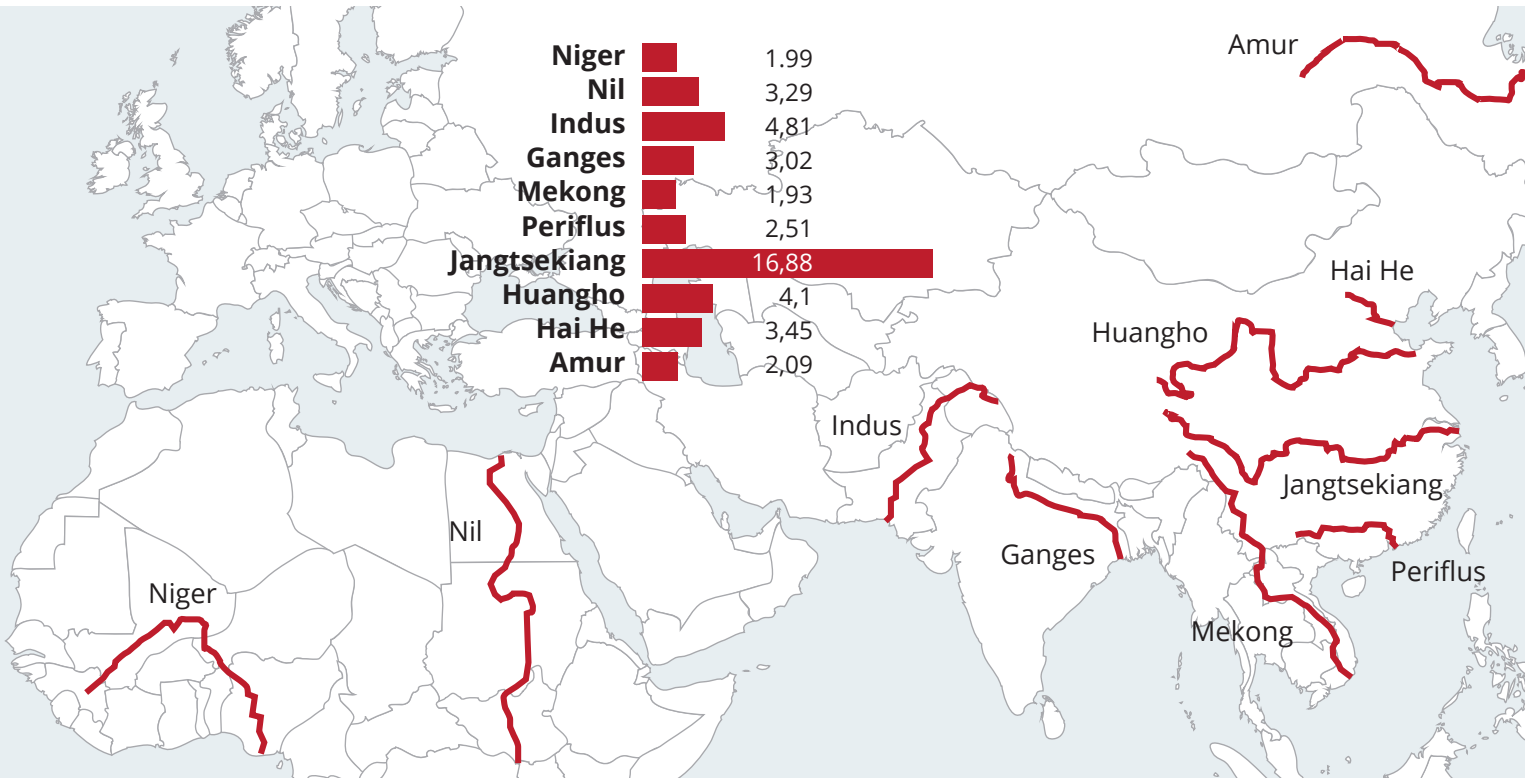 Niger 1.99
Nil 3,29
Indus 4,81
Ganges 3,02
Mekong 1,93
Periflus 2,51
Jangtsekiang 16,88
Huangho 4,1
Hai He 3,45
Amur 2,09
Amur
Hai He
Huangho
Indus
Jangtsekiang
Nil
Ganges
Periflus
Niger
Mekong